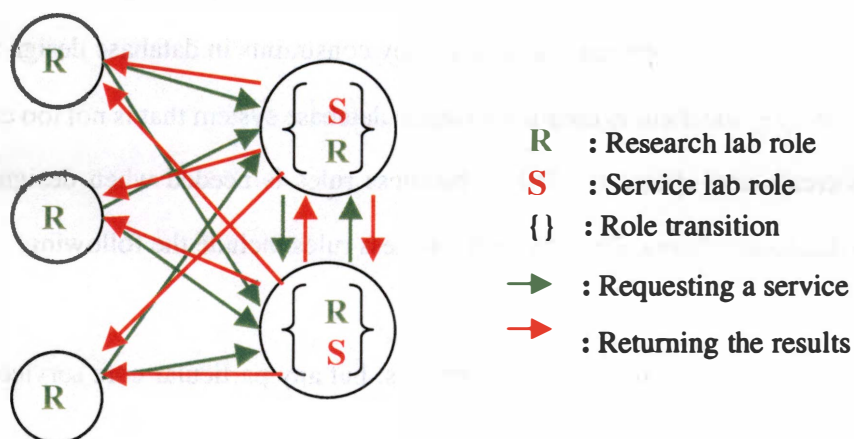 R
R
R
{ S R }
{ R S }
R : Research lab role
S : Service lab role
{ } : Role transition
: Requesting a service
: Returning the results